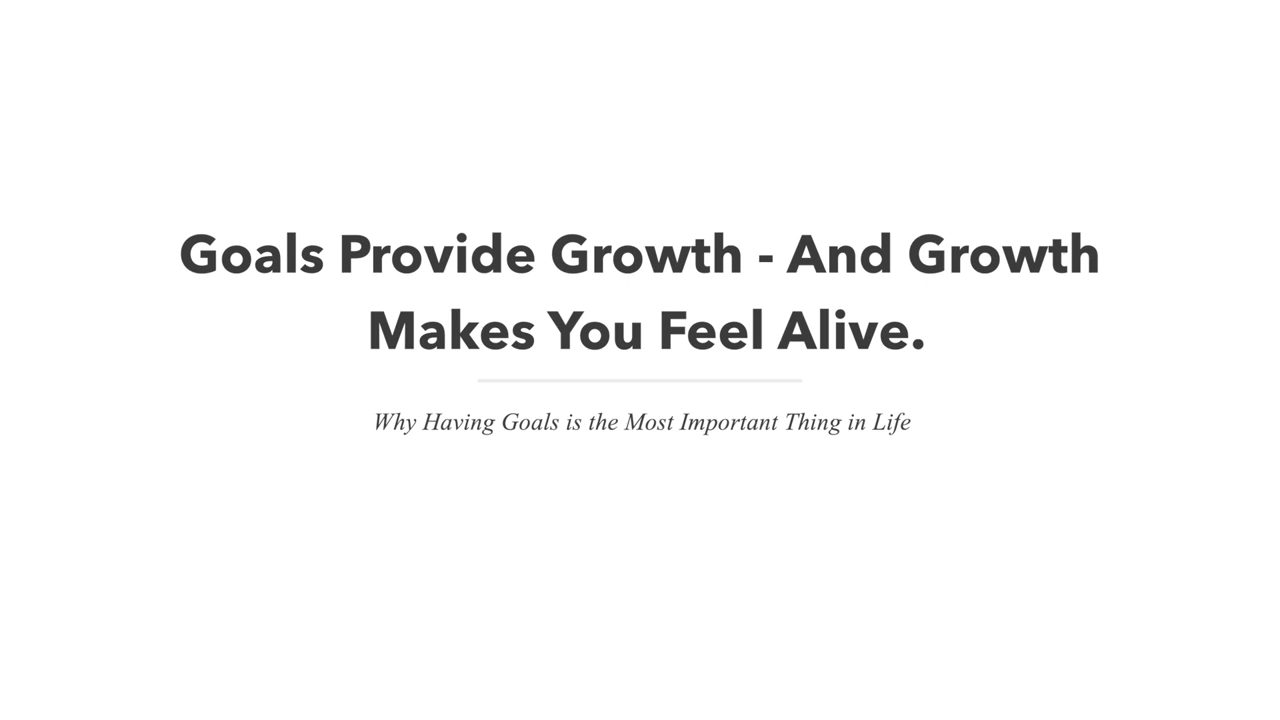 Goals Provide Growth - And Growth
Makes You Feel Alive.
Why Having Goals is the Most Important Thing in Life